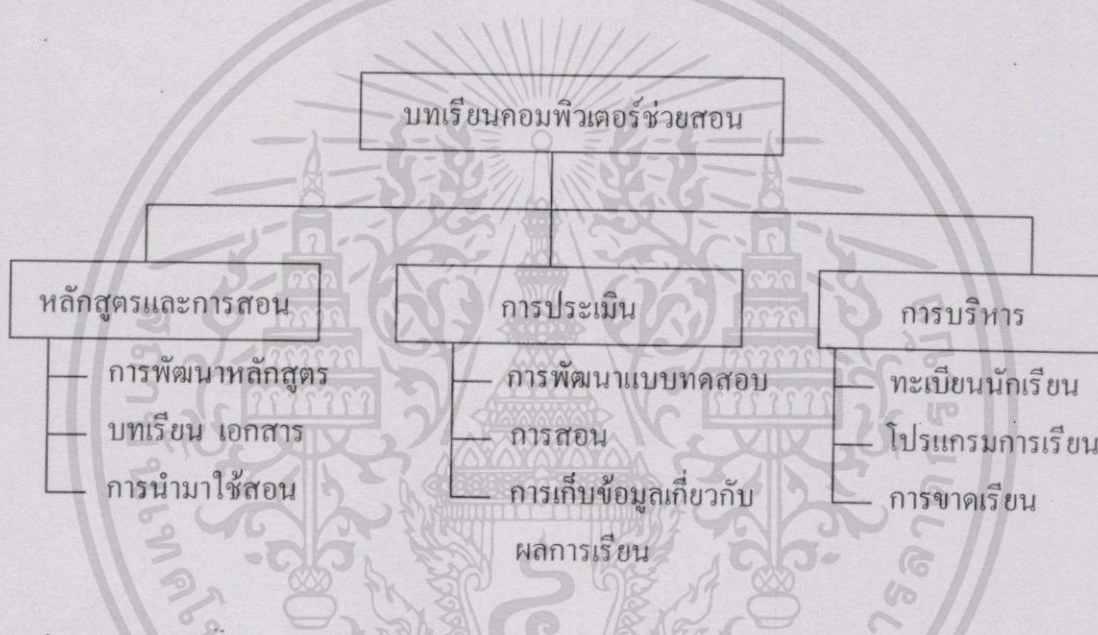 บทเรียนคอมพิวเตอร์ช่วยสอน
หลักสูตรและการสอน
การพัฒนาหลักสูตร
บทเรียน เอกสาร
การนำมาใช้สอน
การประเมิน
การพัฒนาแบบทดสอบ
การสอน
การเก็บข้อมูลเกี่ยวกับ
ผลการเรียน
การบริหาร
ทะเบียนนักเรียน
โปรแกรมการเรียน
การขาดเรียน